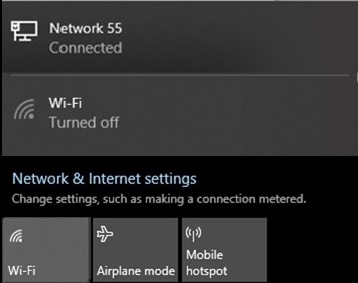 Network 55
Connected
Wi-Fi
Turned off
Network & Internet settings
Change settings, such as making a connection metered.
Wi-Fi
Airplane mode
Mobile
hotspot